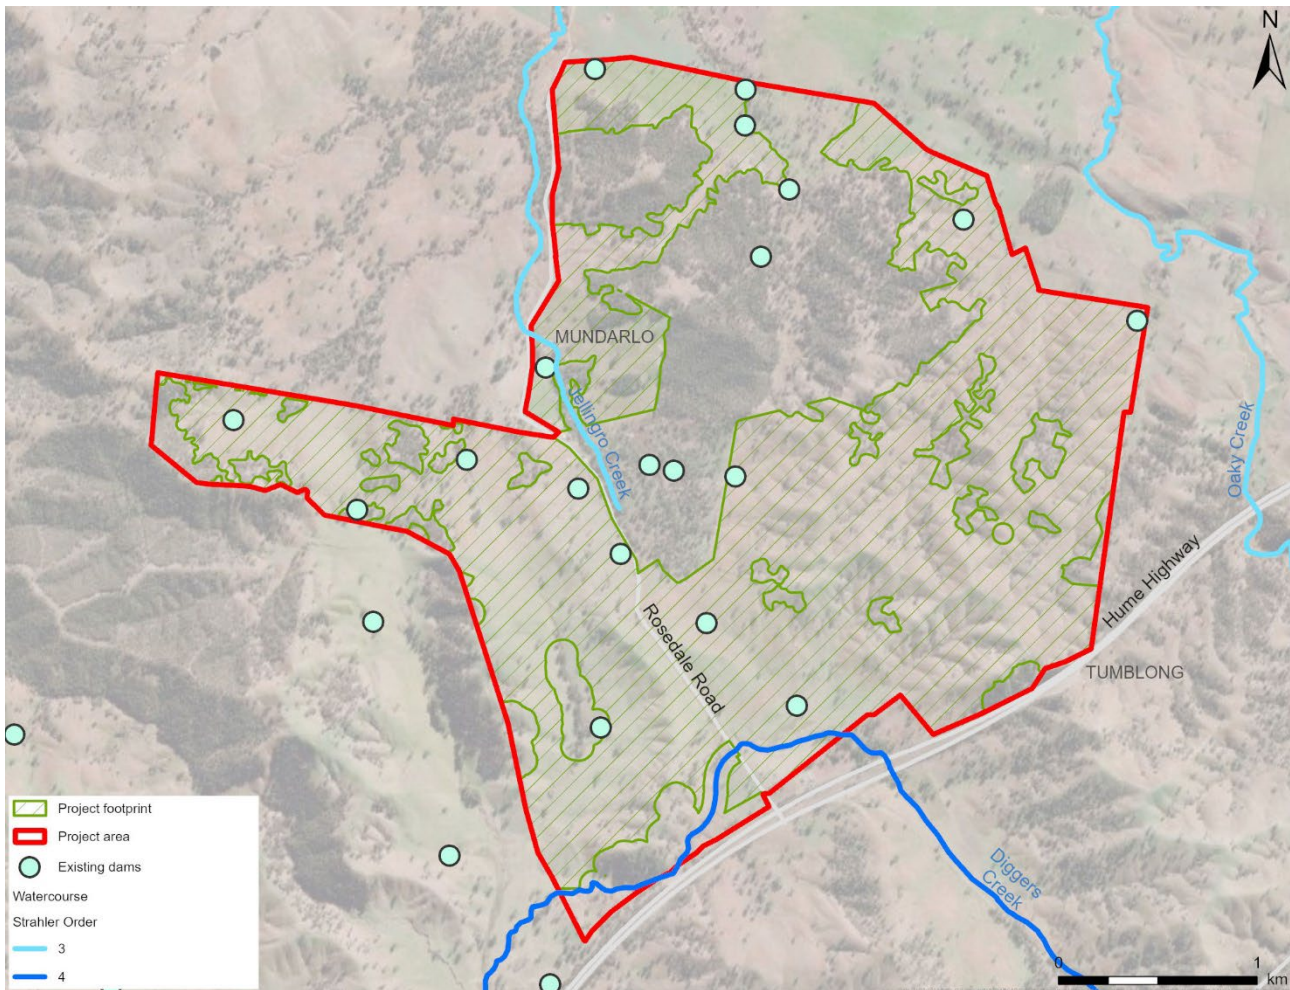 N
MUNDARLO
Jellingro Creek
Oaky Creek
Hume Highway
Rosedale Road
TUMBLONG
Diggers
Creek
Project footprint
Project area
Existing dams
Watercourse
Strahler Order
3
4
0
1
km